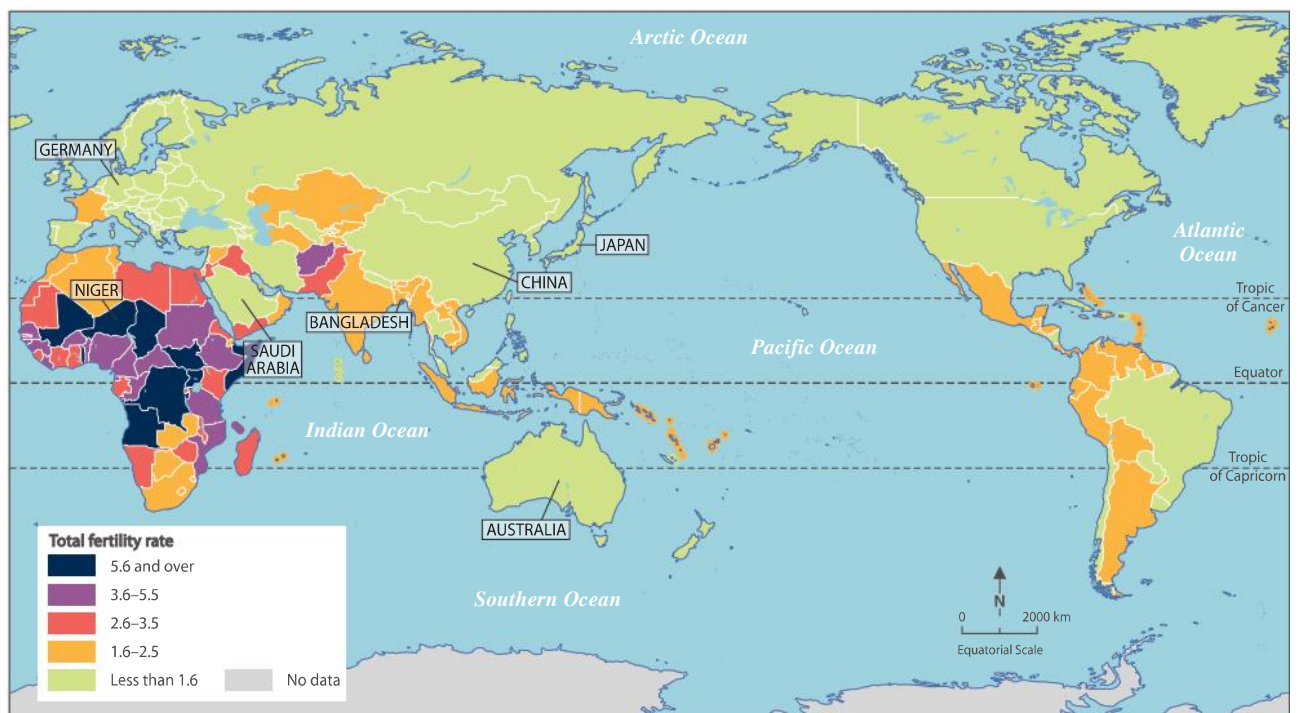 Arctic Ocean
GERMANY
JAPAN
Atlantic
Ocean
CHINA
NIGER
Tropic
of Cancer
BANGLADESH
SAUDI
ARABIA
Pacific Ocean
Equator
Indian Ocean
Tropic
of Capricorn
AUSTRALIA
Total fertility rate
5.6 and over
3.6–5.5
2.6–3.5
1.6–2.5
Less than 1.6
No data
Southern Ocean
N
0 2000 km
Equatorial Scale